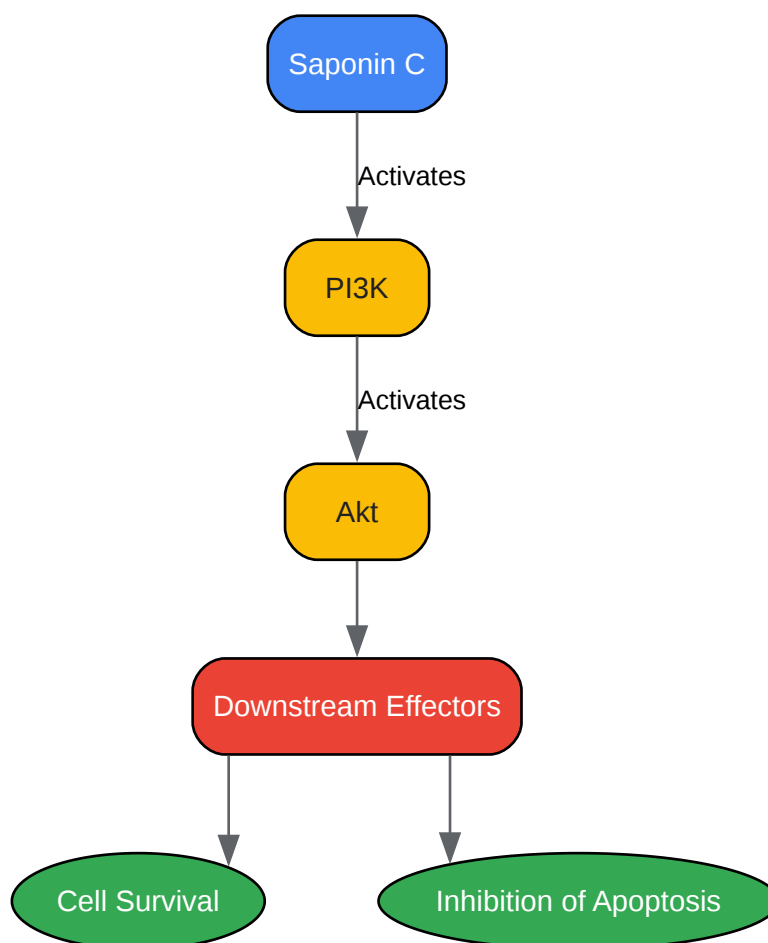 Saponin C
Activates
PI3K
Activates
Akt
Downstream Effectors
Cell Survival
Inhibition of Apoptosis